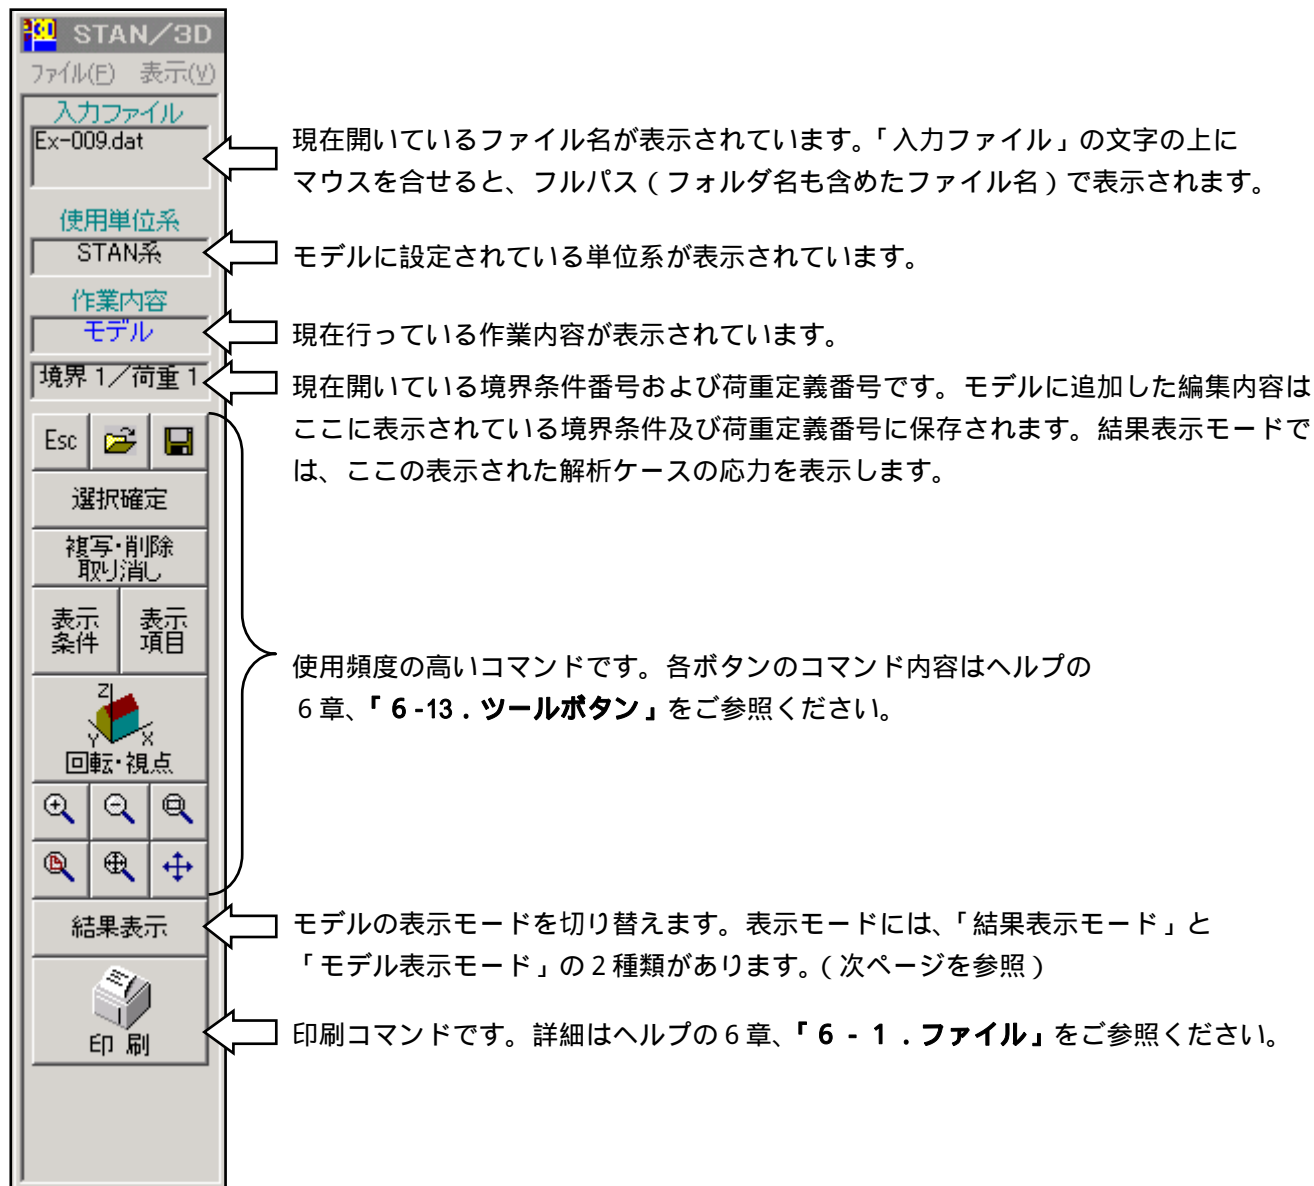 STAN／3D
ファイル(F) 表示(V)
入力ファイル
Ex-009.dat
現在開いているファイル名が表示されています。「入力ファイル」の文字の上に
マウスを合せると、フルパス（フォルダ名も含めたファイル名）で表示されます。
使用単位系
STAN系
モデルに設定されている単位系が表示されています。
作業内容
モデル
現在行っている作業内容が表示されています。
境界 1／荷重 1
現在開いている境界条件番号および荷重定義番号です。モデルに追加した編集内容は
ここに表示されている境界条件及び荷重定義番号に保存されます。結果表示モードで
は、ここの表示された解析ケースの応力を表示します。
Esc
選択確定
複写・削除
取り消し
表示
条件
表示
項目
Z
Y
X
回転・視点
使用頻度の高いコマンドです。各ボタンのコマンド内容はヘルプの
６章、「６-13．ツールボタン」をご参照ください。
結果表示
モデルの表示モードを切り替えます。表示モードには、「結果表示モード」と
「モデル表示モード」の２種類があります。（次ページを参照）
印 刷
印刷コマンドです。詳細はヘルプの６章、「６-１．ファイル」をご参照ください。